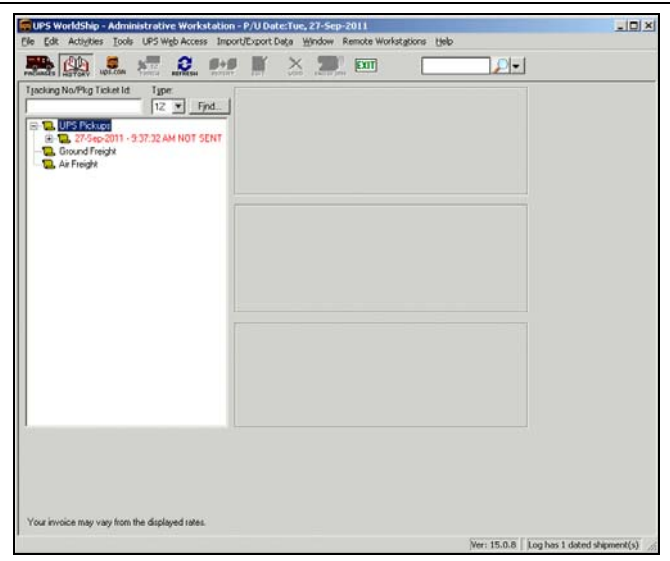 UPS WorldShip - Administrative Workstation - P/U Date:Tue, 27-Sep-2011
File Edit Activities Tools UPS Web Access Import/Export Data Window Remote Workstations Help
PACKAGES HISTORY UPS.COM REFRESH EXIT
Tracking No/Pkg Ticket Id: Type:
1Z Find...
UPS Pickups
27-Sep-2011 - 9:37:32 AM NOT SENT
Ground Freight
Air Freight
Your invoice may vary from the displayed rates.
Ver: 15.0.8 Log has 1 dated shipment(s)